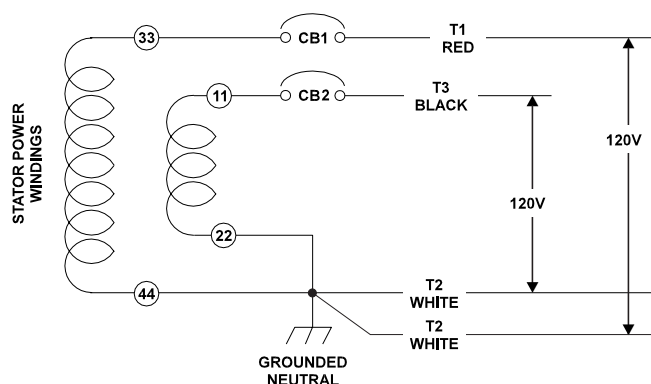 33
CB1
T1
RED
11
CB2
T3
BLACK
120V
STATOR POWER
WINDINGS
120V
22
44
T2
WHITE
T2
WHITE
GROUNDED
NEUTRAL